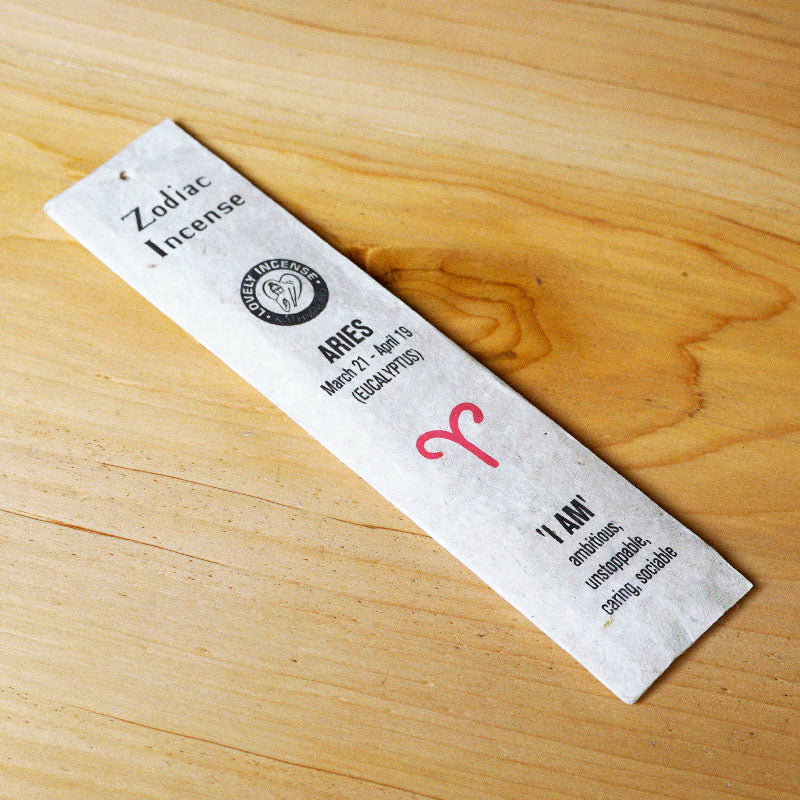 Zodiac
Incense
• LOVELY INCENSE •
ARIES
March 21 - April 19
(EUCALYPTUS)
'I AM'
ambitious,
unstoppable,
caring, sociable